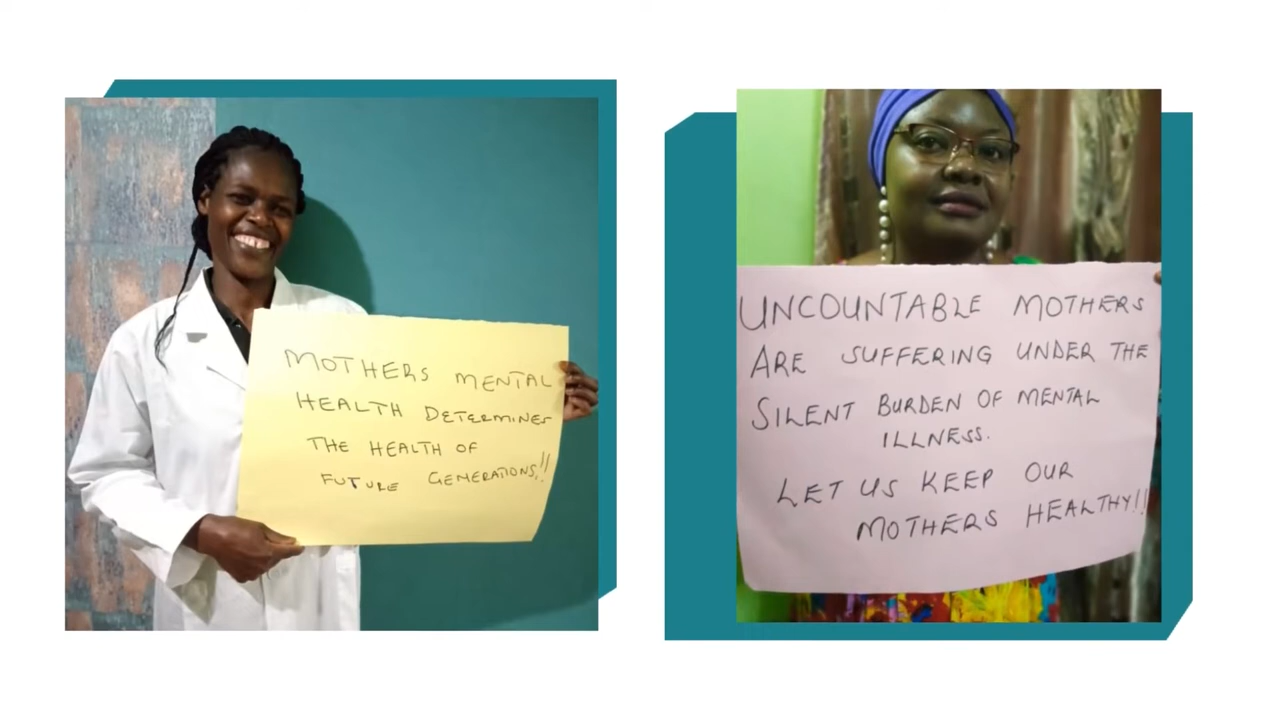 MOTHERS MENTAL
HEALTH DETERMINES
THE HEALTH OF
FUTURE GENERATIONS!!
UNCOUNTABLE MOTHERS
ARE SUFFERING UNDER THE
SILENT BURDEN OF MENTAL
ILLNESS.
LET US KEEP OUR
MOTHERS HEALTHY!!